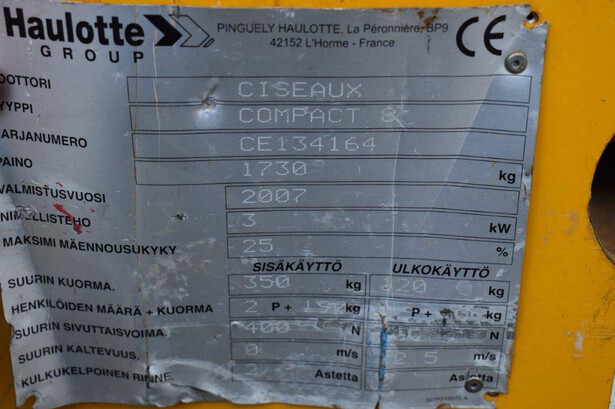 Haulotte
GROUP
PINGUELY HAULOTTE, La Péronnière, BP9
42152 L'Horme - France
CE
CISEAUX
COMPACT 8
CE134164
1730 kg
VALMISTUSVUOSI 2007
3 kW
MAKSIMI MÄENNOUSUKYKY 25 %
SISÄKÄYTTÖ ULKOKÄYTTÖ
SUURIN KUORMA. 350 kg 120 kg
HENKILÖIDEN MÄÄRÄ + KUORMA 2 P+ kg P+ kg
SUURIN SIVUTTAISVOIMA. 400 N N
SUURIN KALTEVUUS. 0 m/s m/s
KULKUKELPOINEN RINNE. 2 Astetta Astetta